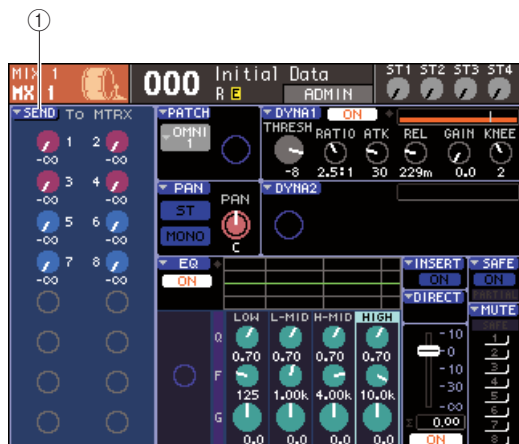 ①
MIX 1
MX 1
000
Initial Data
R E
ADMIN
ST1 ST2 ST3 ST4
SEND To MTRX
1 2
-∞ -∞
3 4
-∞ -∞
5 6
-∞ -∞
7 8
-∞ -∞
PATCH
OMNI
1
PAN
ST
MONO
PAN
C
DYNA1 ON
THRESH RATIO ATK REL GAIN KNEE
-8 2.5:1 30 229m 0.0 2
DYNA2
EQ
ON
LOW L-MID H-MID HIGH
Q
0.70 0.70 0.70 0.70
F
125 1.00k 4.00k 10.0k
G
0.0 0.0 0.0 0.0
INSERT
ON
DIRECT
10
0
-10
-30
-∞
Σ 0.00
ON
SAFE
ON
PARTIAL
MUTE
SAFE
1
2
3
4
5
6
7
8